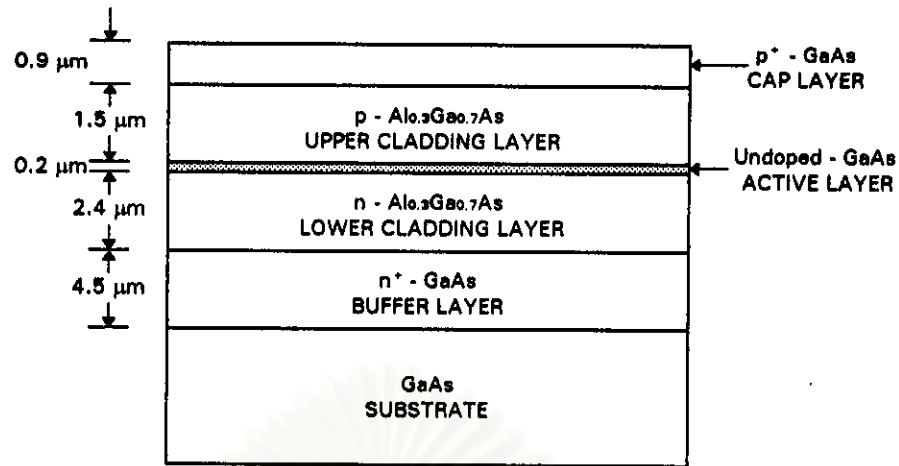 0.9 μm
p⁺ - GaAs
CAP LAYER
1.5 μm
p - Al₀.₃Ga₀.₇As
UPPER CLADDING LAYER
0.2 μm
Undoped - GaAs
ACTIVE LAYER
2.4 μm
n - Al₀.₃Ga₀.₇As
LOWER CLADDING LAYER
4.5 μm
n⁺ - GaAs
BUFFER LAYER
GaAs
SUBSTRATE